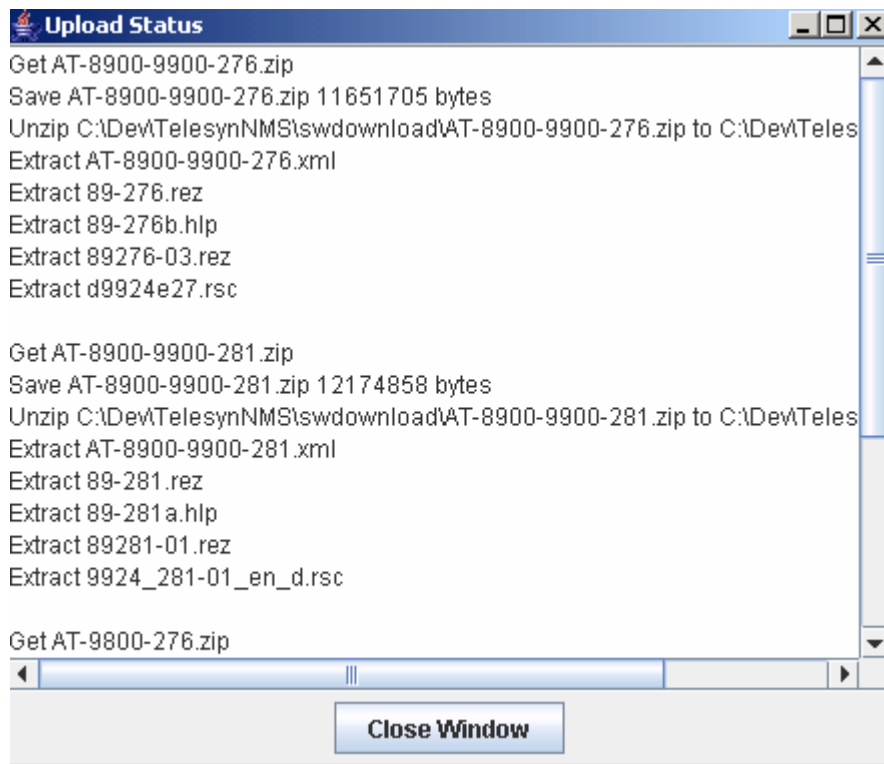 Upload Status
Get AT-8900-9900-276.zip
Save AT-8900-9900-276.zip 11651705 bytes
Unzip C:\Dev\TelesynNMS\swdownload\AT-8900-9900-276.zip to C:\Dev\Teles
Extract AT-8900-9900-276.xml
Extract 89-276.rez
Extract 89-276b.hlp
Extract 89276-03.rez
Extract d9924e27.rsc
Get AT-8900-9900-281.zip
Save AT-8900-9900-281.zip 12174858 bytes
Unzip C:\Dev\TelesynNMS\swdownload\AT-8900-9900-281.zip to C:\Dev\Teles
Extract AT-8900-9900-281.xml
Extract 89-281.rez
Extract 89-281a.hlp
Extract 89281-01.rez
Extract 9924_281-01_en_d.rsc
Get AT-9800-276.zip
Close Window